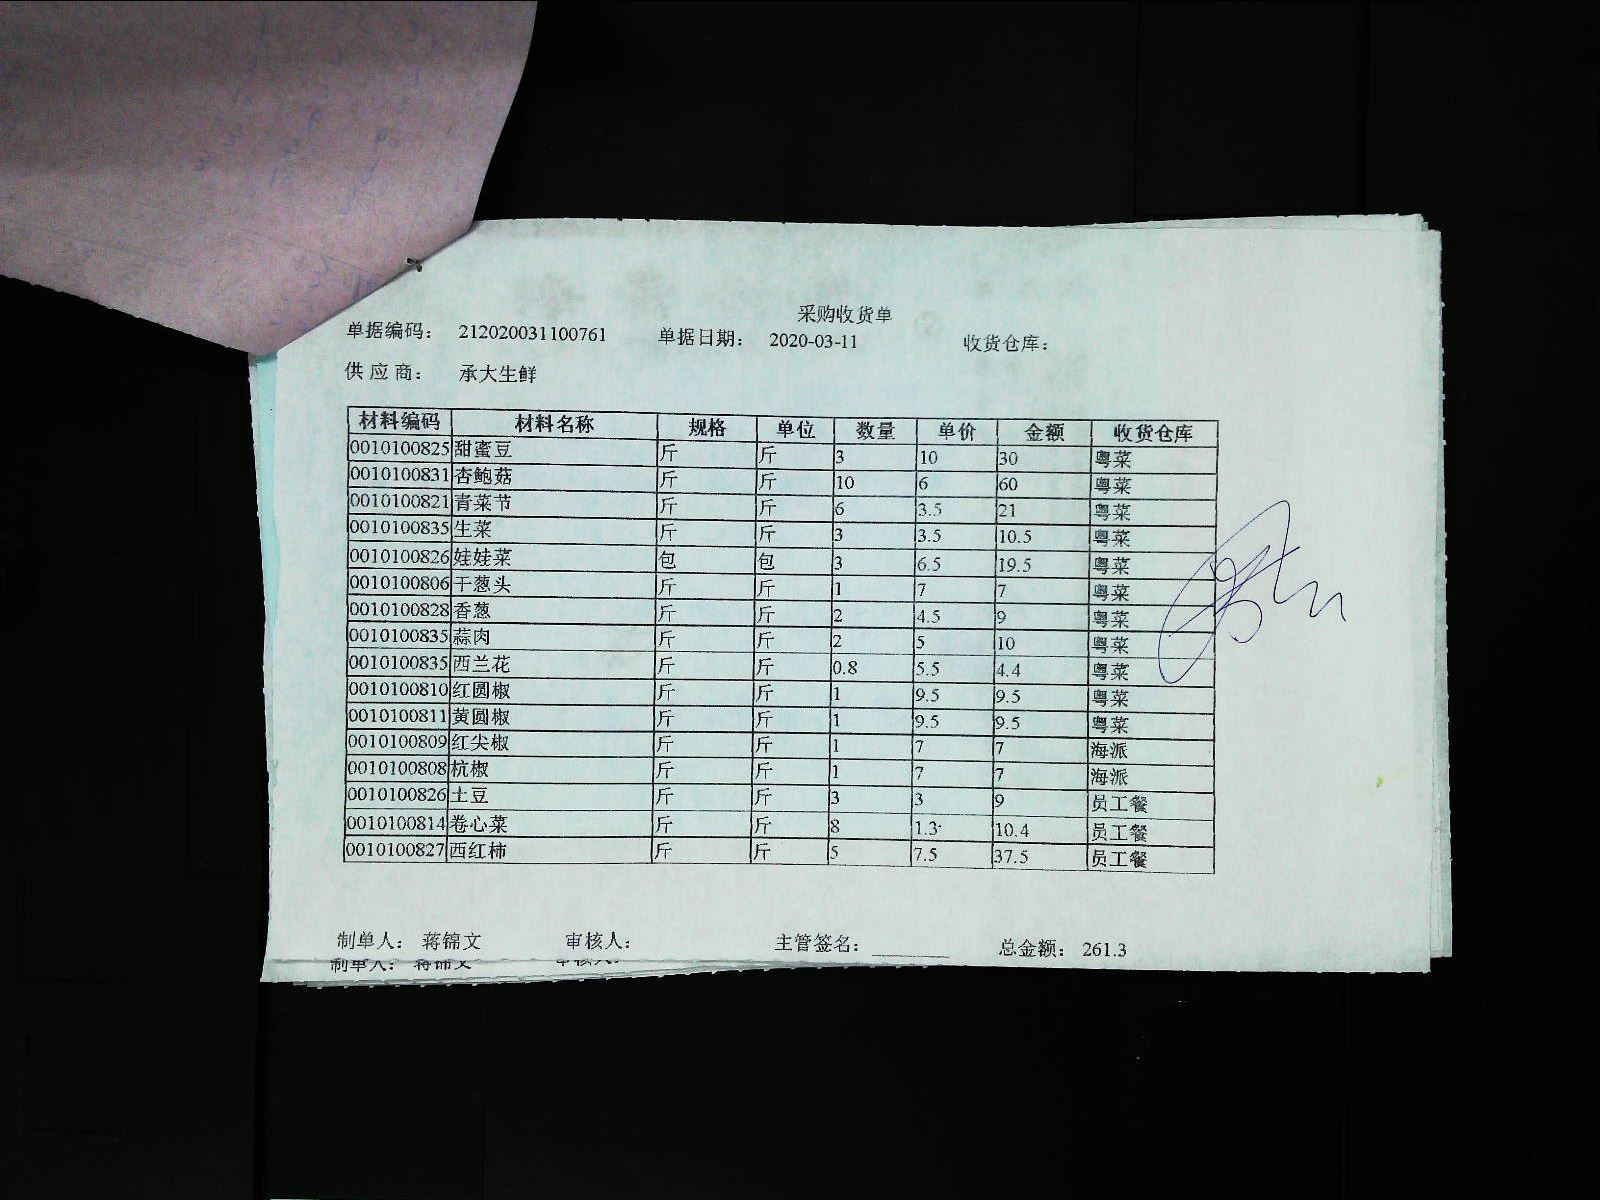 采购收货单
单据编码： 212020031100761 单据日期： 2020-03-11 收货仓库：
供应商： 承大生鲜
材料编码 材料名称 规格 单位 数量 单价 金额 收货仓库
0010100825 甜蜜豆 斤 斤 3 10 30 粤菜
0010100831 杏鲍菇 斤 斤 10 6 60 粤菜
0010100821 青菜节 斤 斤 6 3.5 21 粤菜
0010100835 生菜 斤 斤 3 3.5 10.5 粤菜
0010100826 娃娃菜 包 包 3 6.5 19.5 粤菜
0010100806 干葱头 斤 斤 1 7 7 粤菜
0010100828 香葱 斤 斤 2 4.5 9 粤菜
0010100835 蒜肉 斤 斤 2 5 10 粤菜
0010100835 西兰花 斤 斤 0.8 5.5 4.4 粤菜
0010100810 红圆椒 斤 斤 1 9.5 9.5 粤菜
0010100811 黄圆椒 斤 斤 1 9.5 9.5 粤菜
0010100809 红尖椒 斤 斤 1 7 7 海派
0010100808 杭椒 斤 斤 1 7 7 海派
0010100826 土豆 斤 斤 3 3 9 员工餐
0010100814 卷心菜 斤 斤 8 1.3 10.4 员工餐
0010100827 西红柿 斤 斤 5 7.5 37.5 员工餐
制单人： 蒋锦文 审核人： 主管签名： 总金额： 261.3
制单人： 蒋锦文 审核人：